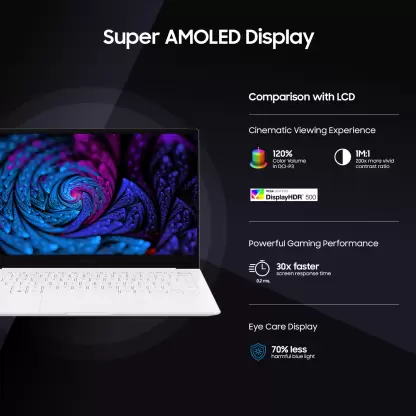 Super AMOLED Display
Comparison with LCD
Cinematic Viewing Experience
120%
Color Volume
in DCI-P3
1M:1
200x more vivid
contrast ratio
DisplayHDR 500
Powerful Gaming Performance
30x faster
screen response time
0.2 ms.
Eye Care Display
70% less
harmful blue light